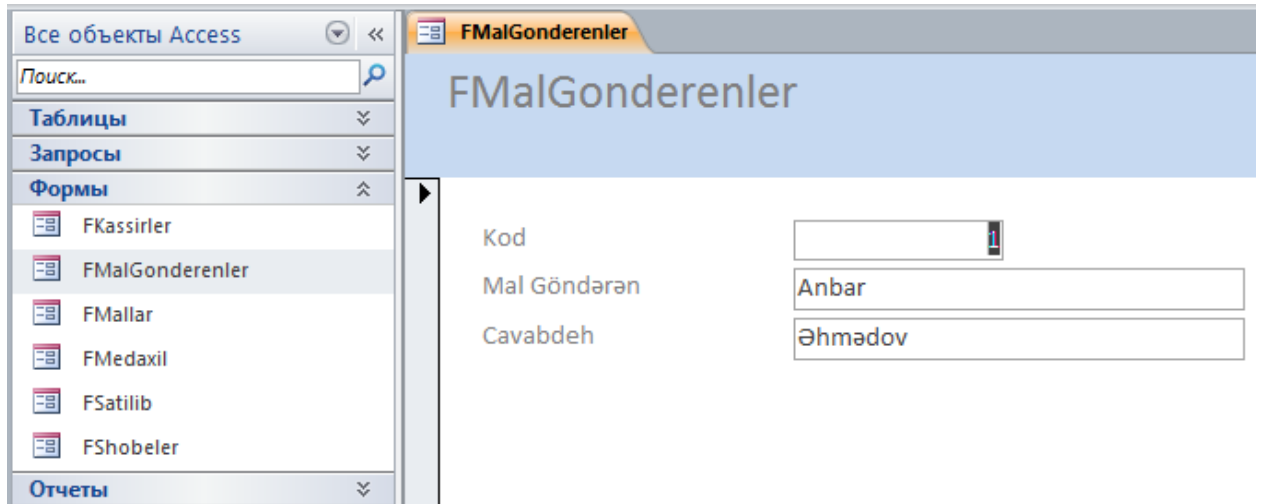 Все объекты Access
Поиск...
Таблицы
Запросы
Формы
FKassirler
FMalGonderenler
FMallar
FMedaxil
FSatilib
FShobeler
Отчеты
FMalGonderenler
FMalGonderenler
Kod 1
Mal Göndərən Anbar
Cavabdeh Əhmədov